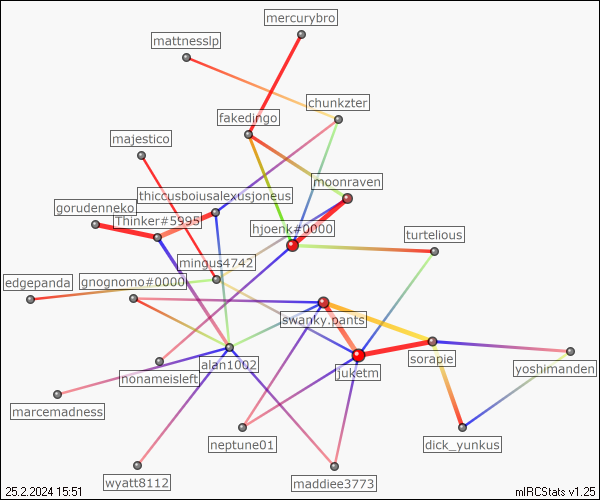 mercurybro
mattnesslp
chunkzter
fakedingo
majestico
moonraven
thiccusboiusalexusjoneus
gorudenneko
Thinker#5995
hjoenk#0000
turtelious
mingus4742
edgepanda
gnognomo#0000
swanky.pants
sorapie
alan1002
juketm
yoshimanden
nonameisleft
marcemadness
neptune01
dick_yunkus
wyatt8112
maddiee3773
25.2.2024 15:51
mIRCStats v1.25